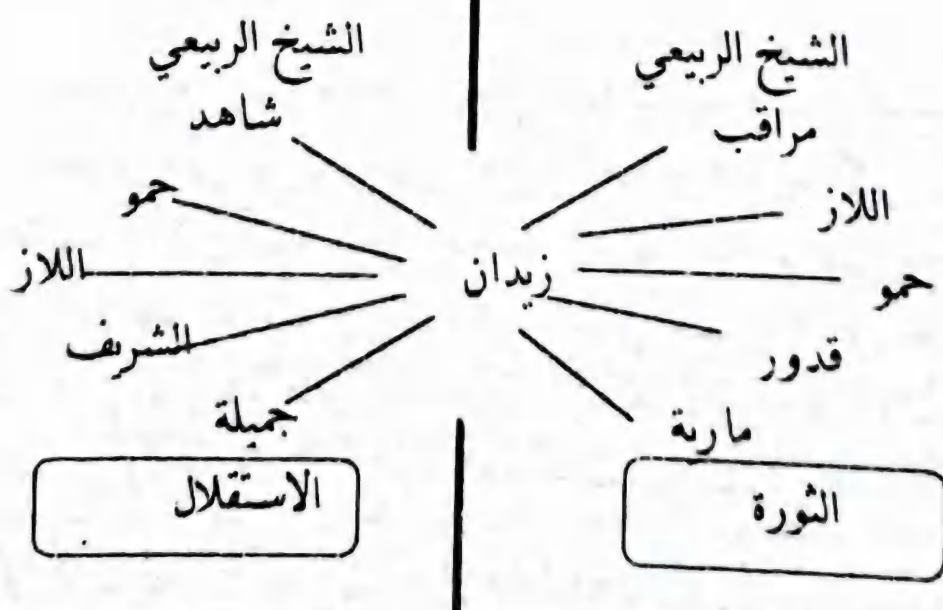 الشيخ الربيعي
مراقب
اللاز
حمو
قدور
مارية
الثورة
زيدان
الشيخ الربيعي
شاهد
حمو
اللاز
الشريف
جميلة
الاستقلال